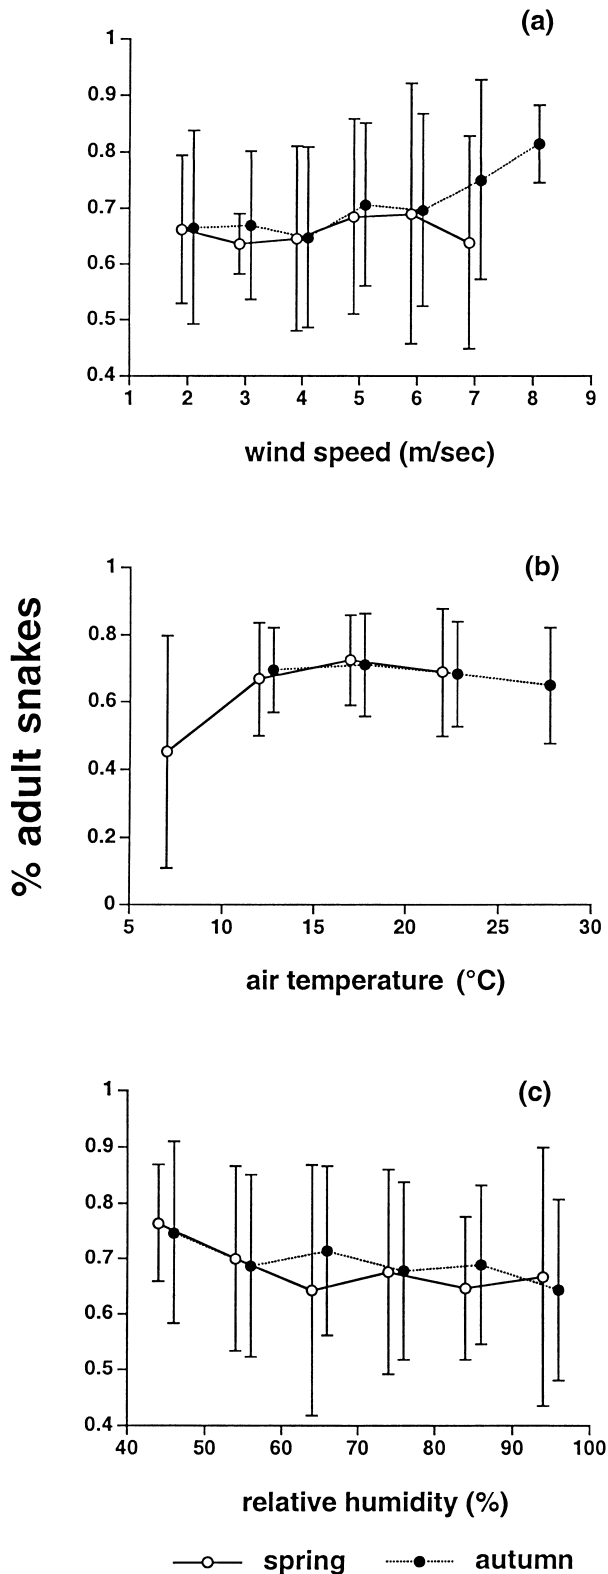 (a)
1
0.9
0.8
0.7
0.6
0.5
0.4
1 2 3 4 5 6 7 8 9
wind speed (m/sec)
% adult snakes
(b)
1
0.8
0.6
0.4
0.2
0
5 10 15 20 25 30
air temperature (°C)
(c)
1
0.9
0.8
0.7
0.6
0.5
0.4
40 50 60 70 80 90 100
relative humidity (%)
spring autumn